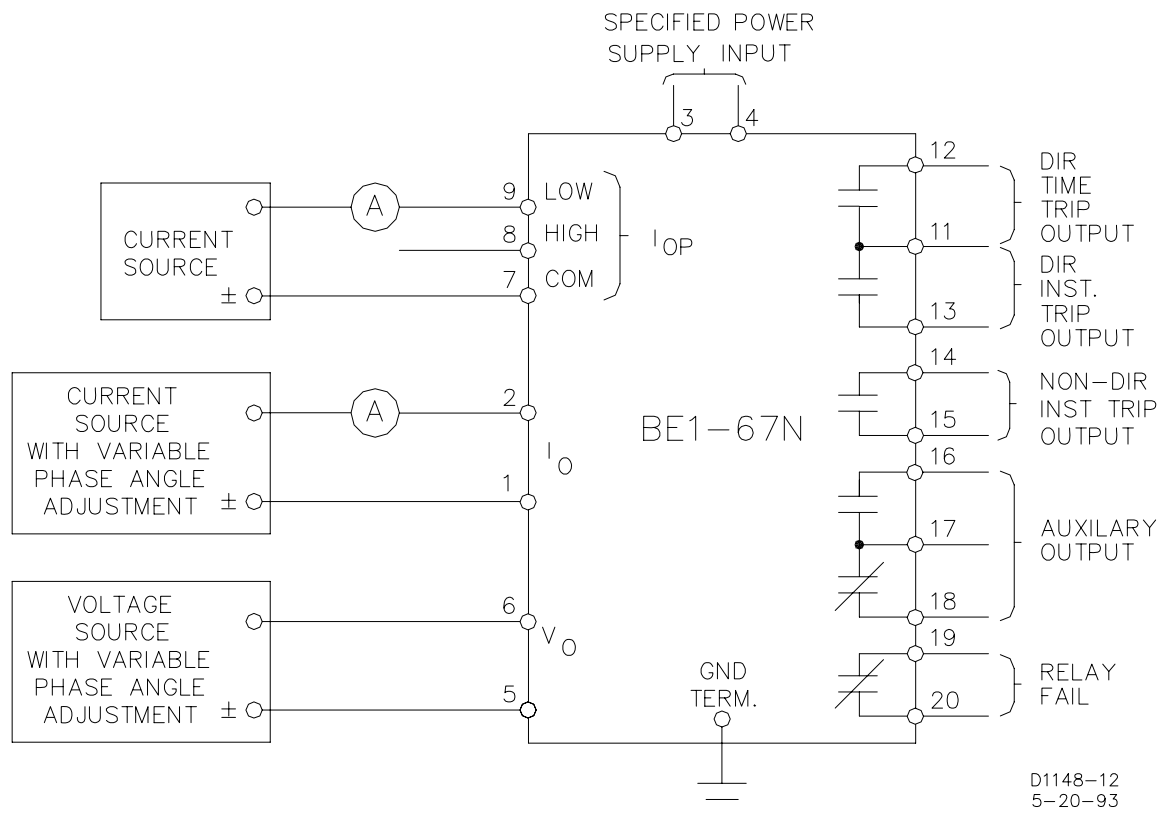 SPECIFIED POWER
SUPPLY INPUT
3
4
CURRENT
SOURCE
±
A
9
LOW
8
HIGH
7
COM
I OP
CURRENT
SOURCE
WITH VARIABLE
PHASE ANGLE
ADJUSTMENT
±
A
2
1
I O
VOLTAGE
SOURCE
WITH VARIABLE
PHASE ANGLE
ADJUSTMENT
±
6
5
V O
BE1-67N
GND
TERM.
12
11
13
14
15
16
17
18
19
20
DIR
TIME
TRIP
OUTPUT
DIR
INST.
TRIP
OUTPUT
NON-DIR
INST TRIP
OUTPUT
AUXILARY
OUTPUT
RELAY
FAIL
D1148-12
5-20-93